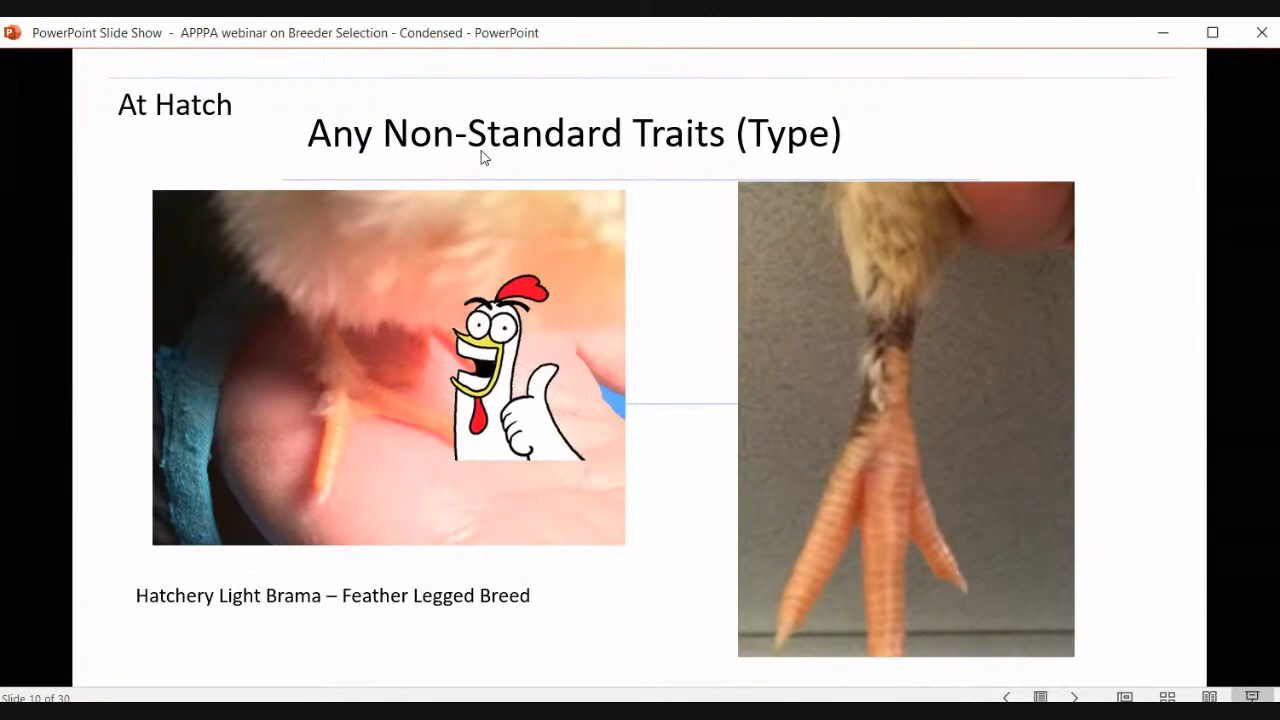 PowerPoint Slide Show - APPPA webinar on Breeder Selection - Condensed - PowerPoint
At Hatch
Any Non-Standard Traits (Type)
Hatchery Light Brama – Feather Legged Breed
Slide 10 of 30